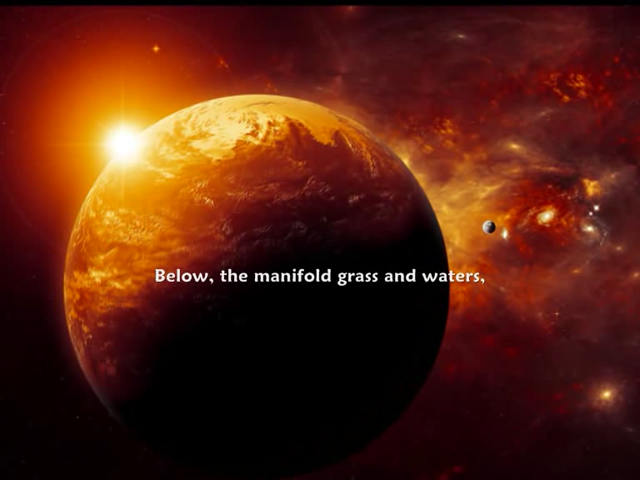 Below, the manifold grass and waters,